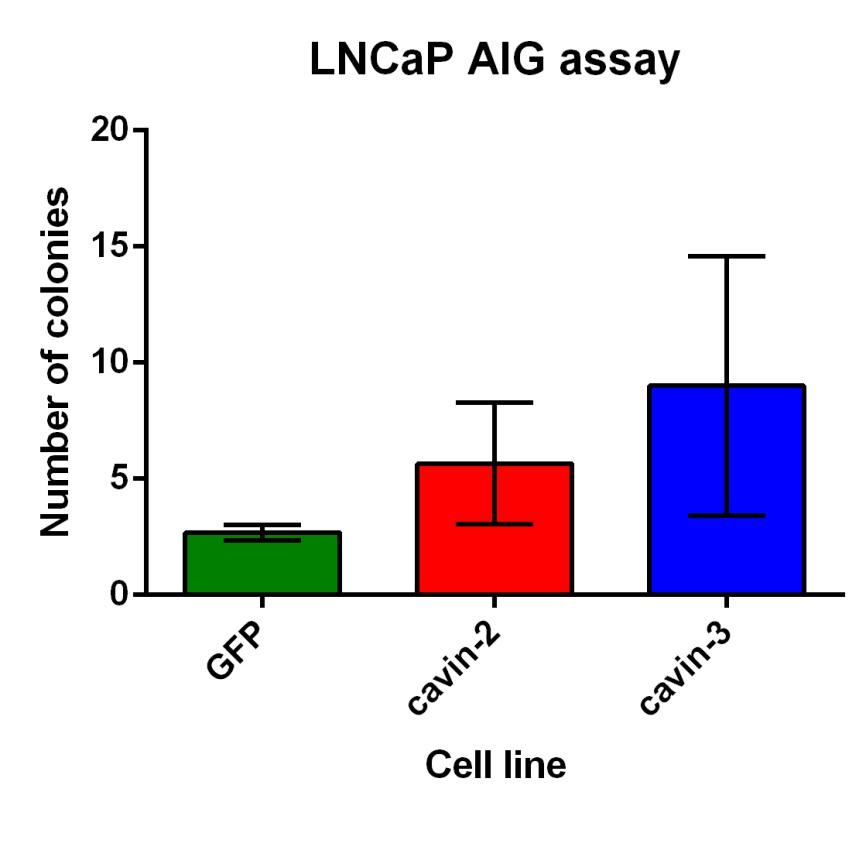 LNCaP AIG assay
20
15
10
5
0
Number of colonies
GFP
cavin-2
cavin-3
Cell line